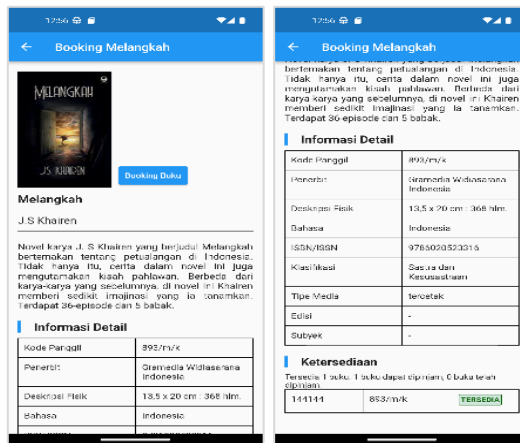 12:56
Booking Melangkah
MELANGKAH
J.S. KHAIREN
Booking Buku
Melangkah
J.S Khairen
Novel karya J. S Khairen yang berjudul Melangkah
bertemakan tentang petualangan di Indonesia.
Tidak hanya itu, cerita dalam novel ini juga
mengutamakan kisah pahlawan. Berbeda dari
karya-karya yang sebelumnya, di novel ini Khairen
memberi sedikit imajinasi yang ia tanamkan.
Terdapat 36-episode dan 5 babak.
Informasi Detail
Kode Panggil 893/m/k
Penerbit Gramedia Widiasarana
Indonesia
Deskripsi Fisik 13,5 x 20 cm : 368 hlm.
Bahasa Indonesia
12:56
Booking Melangkah
bertemakan tentang petualangan di Indonesia.
Tidak hanya itu, cerita dalam novel ini juga
mengutamakan kisah pahlawan. Berbeda dari
karya-karya yang sebelumnya, di novel ini Khairen
memberi sedikit imajinasi yang ia tanamkan.
Terdapat 36-episode dan 5 babak.
Informasi Detail
Kode Panggil 893/m/k
Penerbit Gramedia Widiasarana
Indonesia
Deskripsi Fisik 13,5 x 20 cm : 368 hlm.
Bahasa Indonesia
ISBN/ISSN 9786020523316
Klasifikasi Sastra dan
Kesusastraan
Tipe Media tercetak
Edisi -
Subyek -
Ketersediaan
Tersedia 1 buku, 1 buku dapat dipinjam, 0 buku telah
dipinjam
144144 893/m/k TERSEDIA